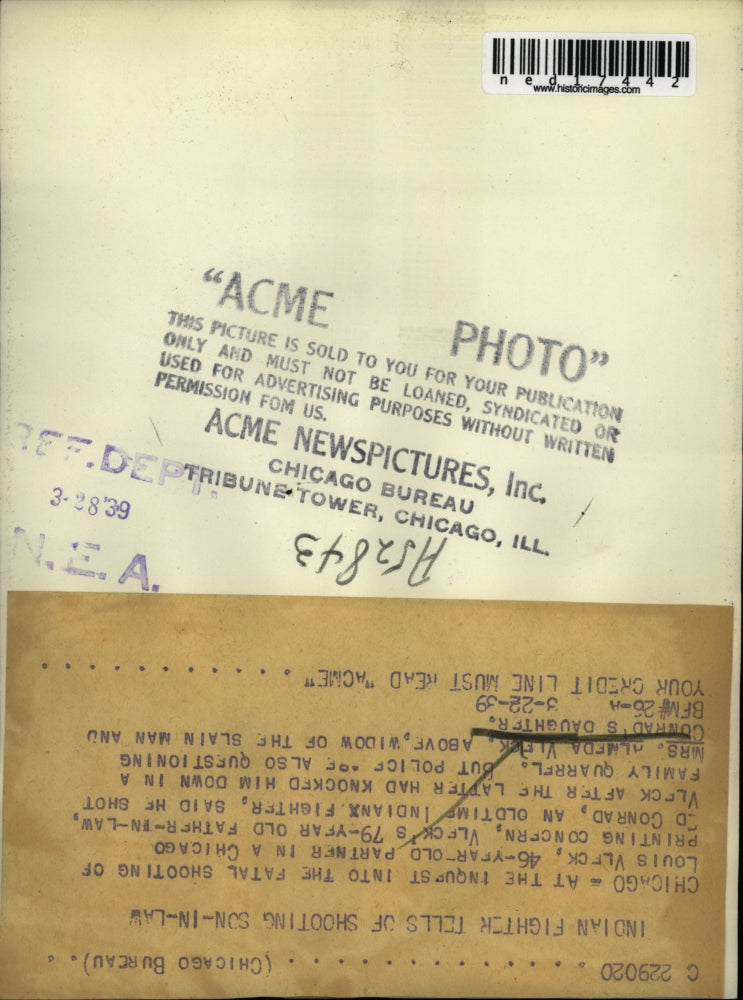 ned17442
www.historicimages.com
"ACME PHOTO"
THIS PICTURE IS SOLD TO YOU FOR YOUR PUBLICATION
ONLY AND MUST NOT BE LOANED, SYNDICATED OR
USED FOR ADVERTISING PURPOSES WITHOUT WRITTEN
PERMISSION FOM US.
ACME NEWSPICTURES, Inc.
CHICAGO BUREAU
TRIBUNE TOWER, CHICAGO, ILL.
REF. DEPT.
3-28'39
N.E.A.
C 229020 . . . . . . . . . . . . . (CHICAGO BUREAU). .
INDIAN FIGHTER TELLS OF SHOOTING SON-IN-LAW
CHICAGO = AT THE INQUEST INTO THE FATAL SHOOTING OF
LOUIS VLECK, 46-YEAR-OLD PARTNER IN A CHICAGO
PRINTING CONCERN, VLECK'S 79-YEAR OLD FATHER-IN-LAW,
ED CONRAD, AN OLDTIME INDIAN FIGHTER, SAID HE SHOT
VLECK AFTER THE LATTER HAD KNOCKED HIM DOWN IN A
FAMILY QUARREL. BUT POLICE ARE ALSO QUESTIONING
MRS. ALMEDA VLECK, ABOVE, WIDOW OF THE SLAIN MAN AND
CONRAD'S DAUGHTER.
BFM#26-A 3-22-39
YOUR CREDIT LINE MUST READ "ACME" . . . . . . . . . . . .